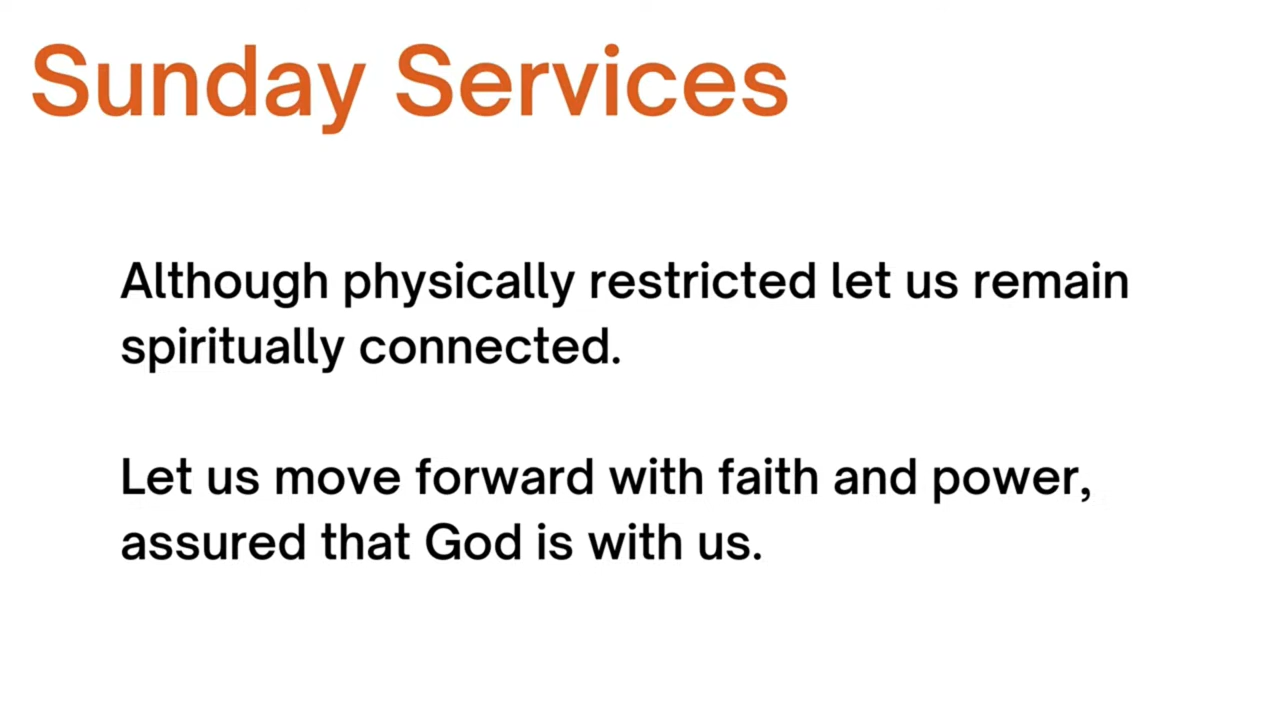 Sunday Services
Although physically restricted let us remain
spiritually connected.
Let us move forward with faith and power,
assured that God is with us.